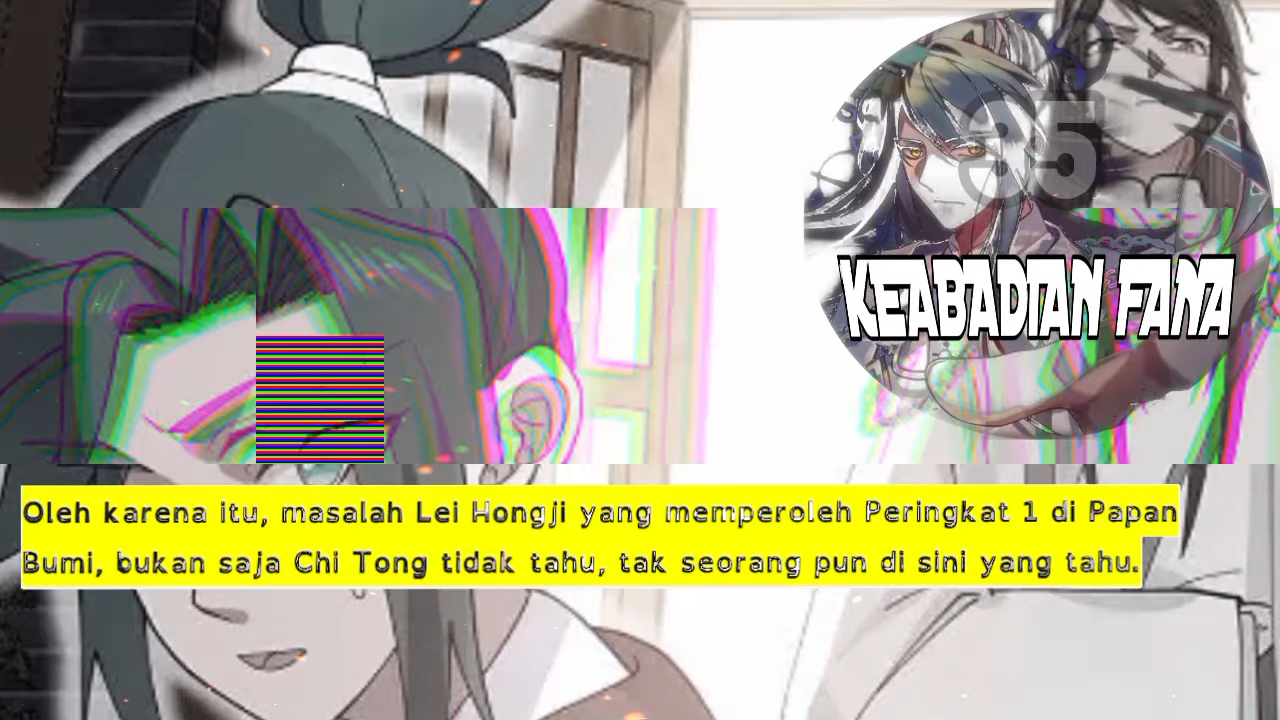 35
KEABADIAN FANA
Oleh karena itu, masalah Lei Hongji yang memperoleh Peringkat 1 di Papan
Bumi, bukan saja Chi Tong tidak tahu, tak seorang pun di sini yang tahu.